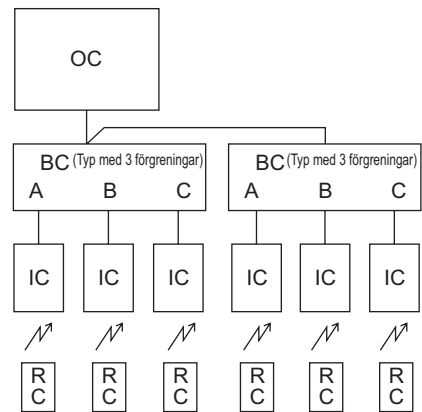 OC
BC (Typ med 3 förgreningar) BC (Typ med 3 förgreningar)
A B C A B C
IC IC IC IC IC IC
R R R R R R
C C C C C C